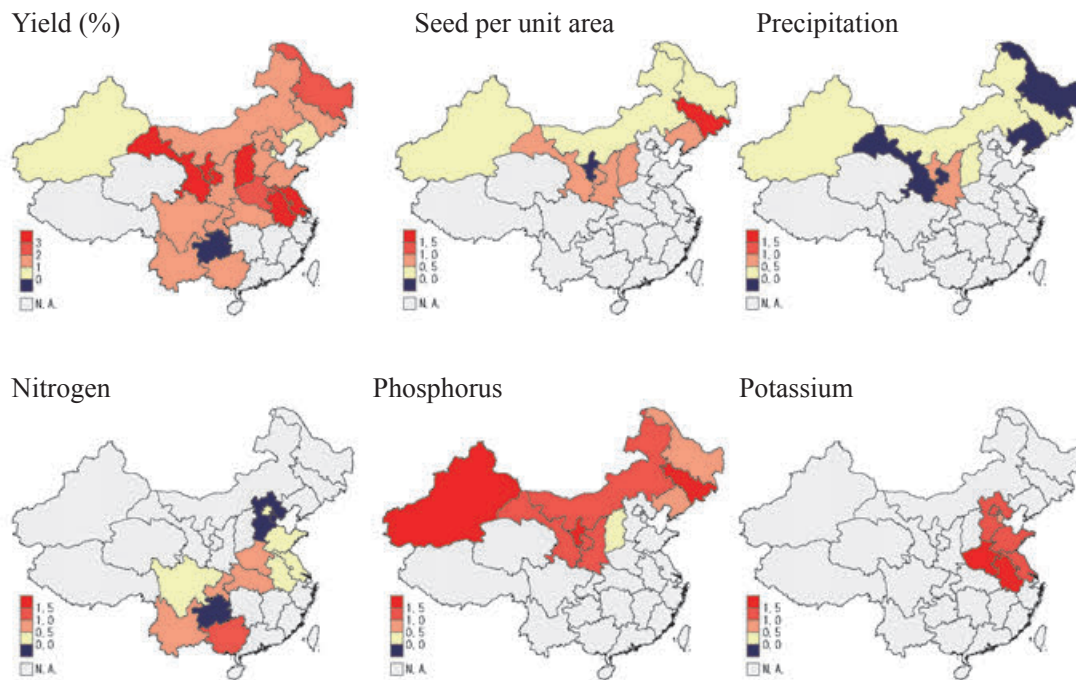 Yield (%)
3
2
1
0
N. A.
Seed per unit area
1. 5
1. 0
0. 5
0. 0
N. A.
Precipitation
1. 5
1. 0
0. 5
0. 0
N. A.
Nitrogen
1. 5
1. 0
0. 5
0. 0
N. A.
Phosphorus
1. 5
1. 0
0. 5
0. 0
N. A.
Potassium
1. 5
1. 0
0. 5
0. 0
N. A.